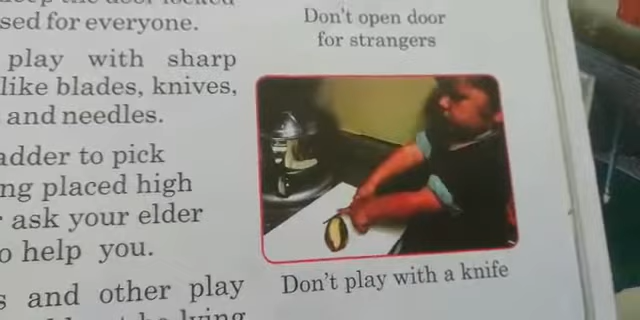 sed for everyone.
play with sharp
like blades, knives,
and needles.
adder to pick
ng placed high
ask your elder
o help you.
s and other play
Don't open door
for strangers
Don't play with a knife